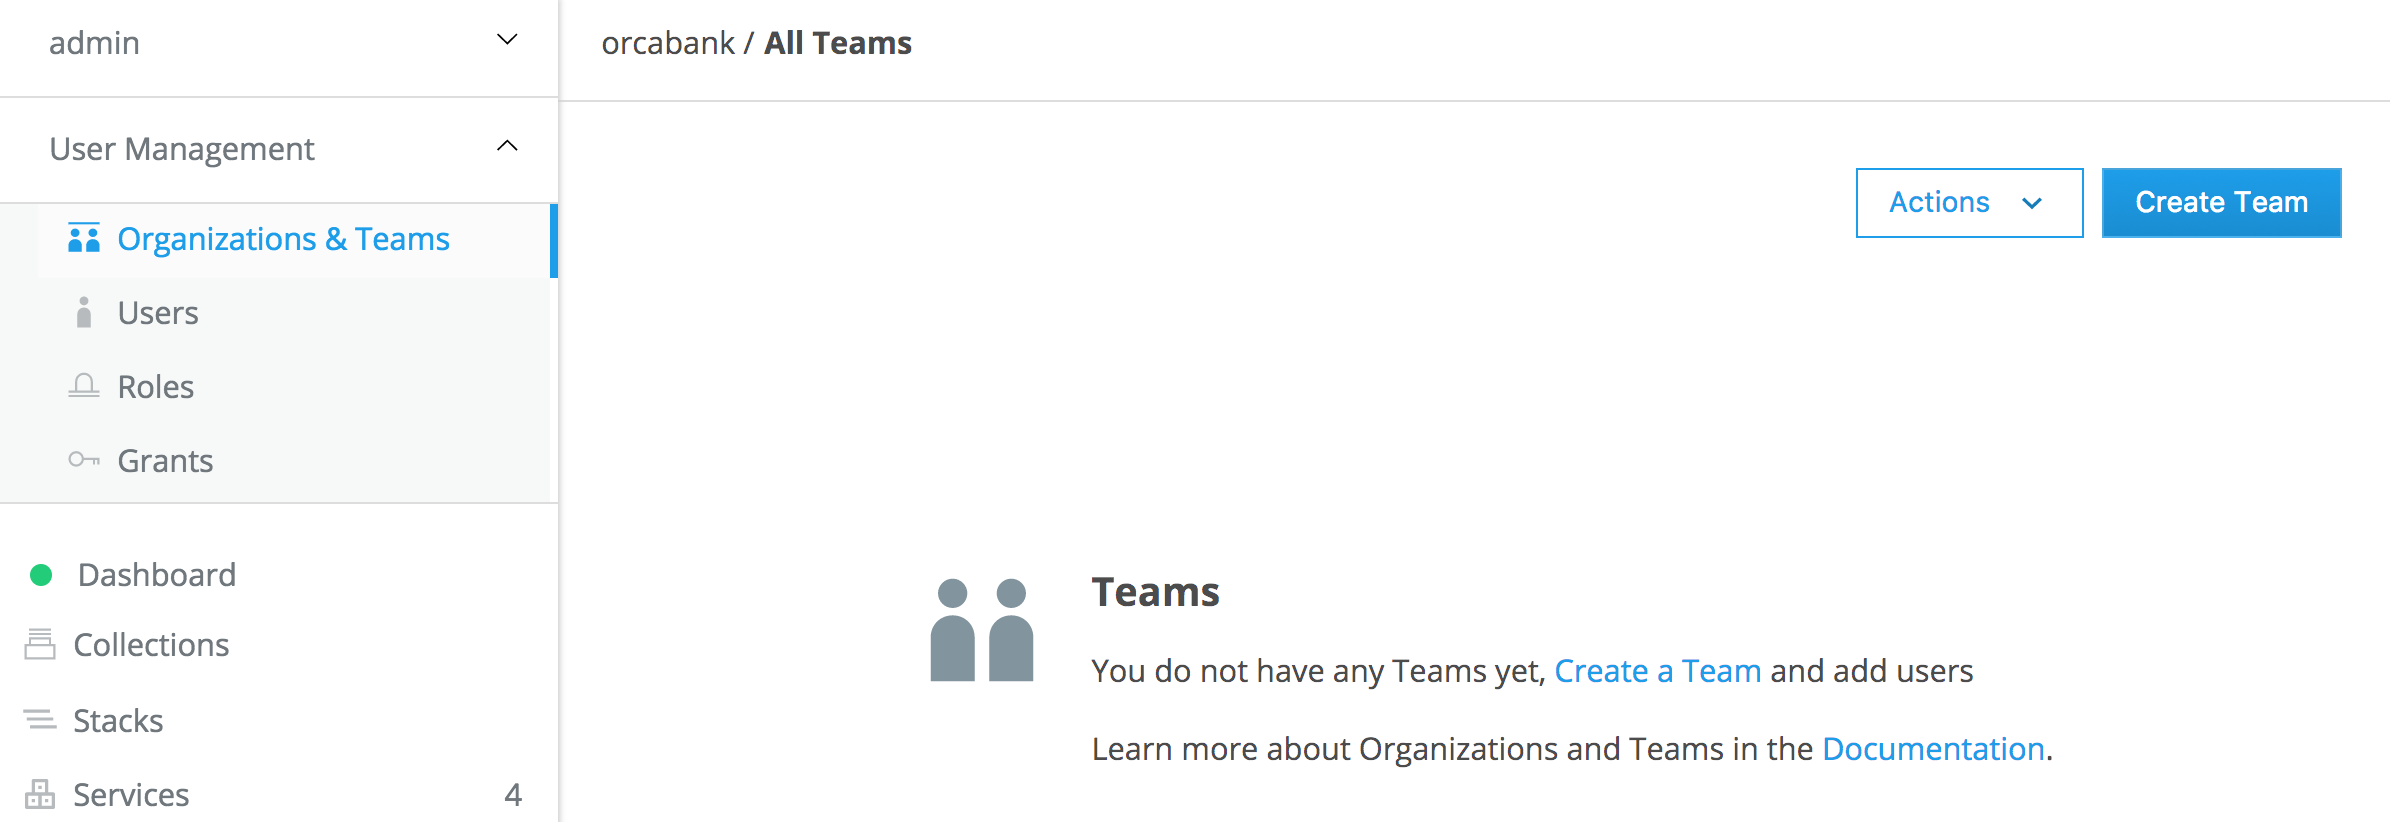 admin
User Management
Organizations & Teams
Users
Roles
Grants
Dashboard
Collections
Stacks
Services 4
orcabank / All Teams
Actions
Create Team
Teams
You do not have any Teams yet, Create a Team and add users
Learn more about Organizations and Teams in the Documentation.